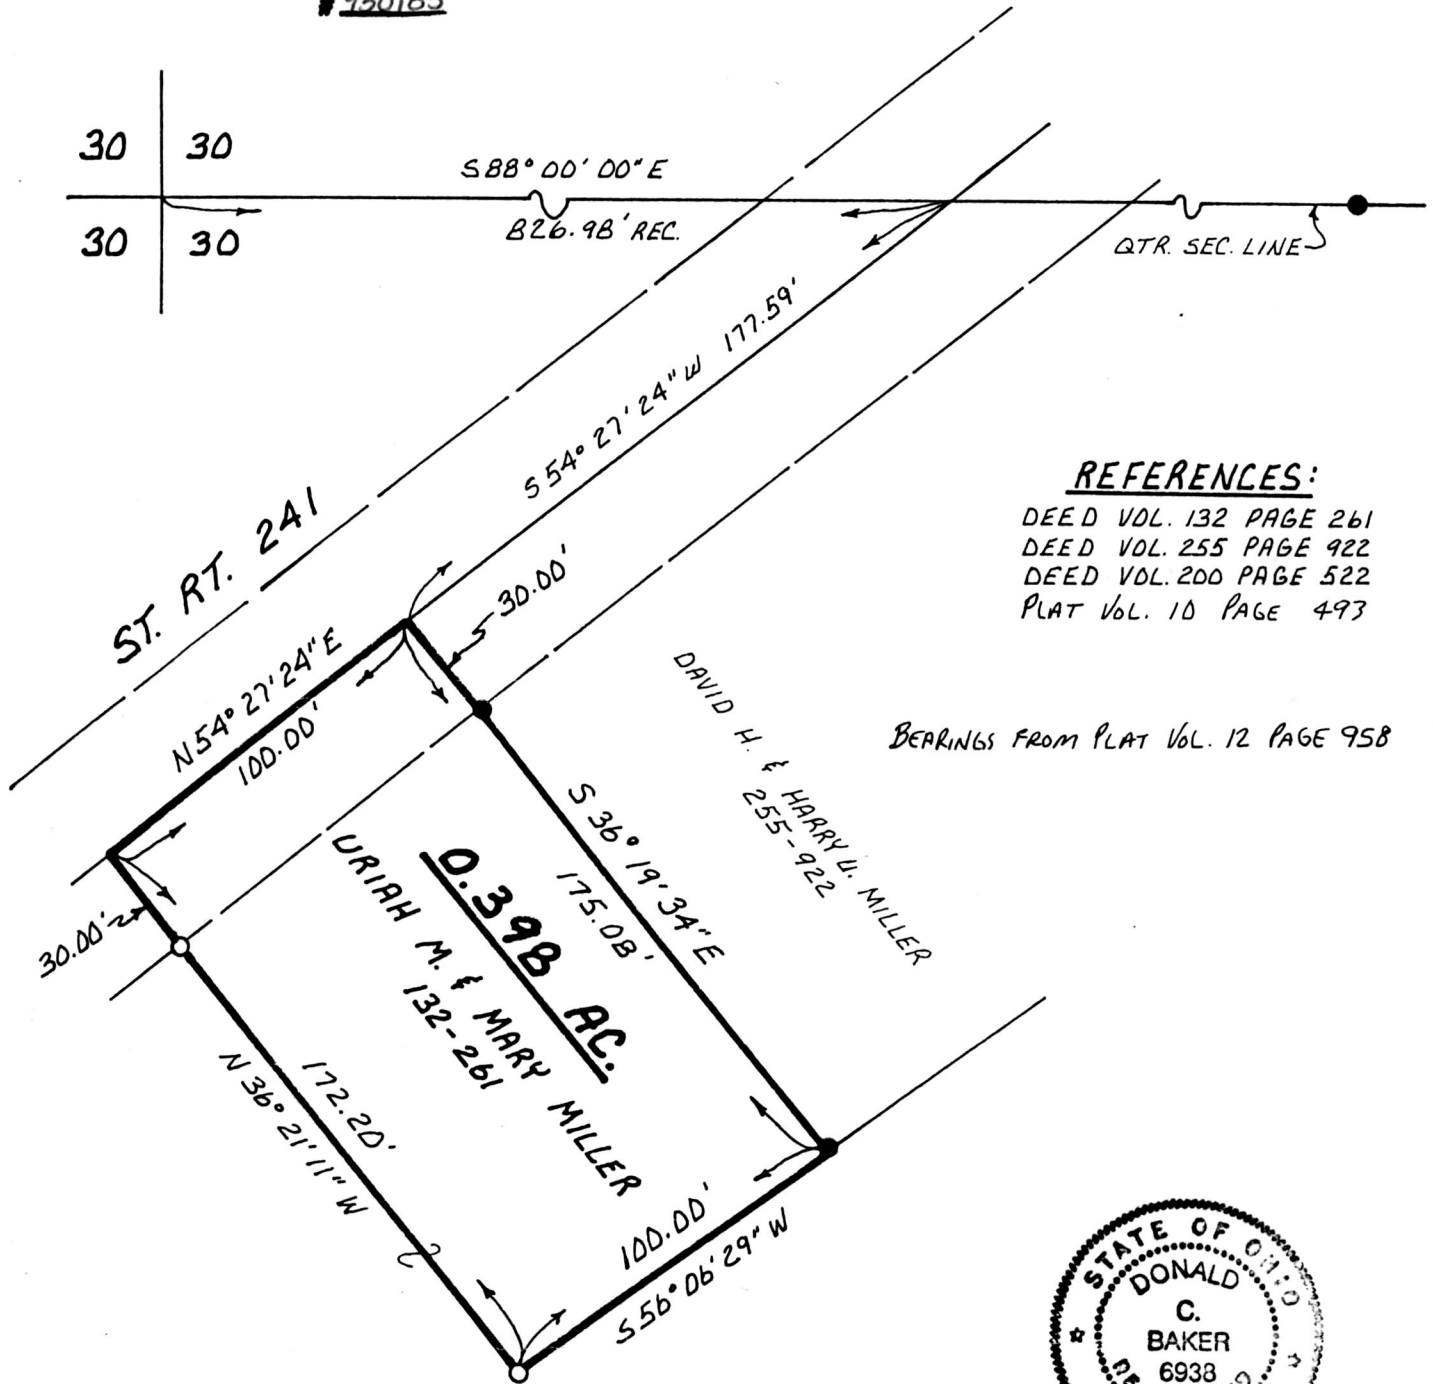 30 30
S 88° 00' 00" E
826.98' REC.
30 30
QTR. SEC. LINE
S 54° 27' 24" W 177.59'
ST. RT. 241
REFERENCES:
DEED VOL. 132 PAGE 261
DEED VOL. 255 PAGE 922
DEED VOL. 200 PAGE 522
PLAT VOL. 10 PAGE 493
30.00'
N 54° 27' 24" E
100.00'
DAVID H. & HARRY U. MILLER
255-922
BEARINGS FROM PLAT VOL. 12 PAGE 958
S 36° 19' 34" E
175.08'
0.398 AC.
URIAH M. & MARY MILLER
132-261
30.00'
172.20'
N 36° 21' 11" W
100.00'
S 56° 06' 29" W
STATE OF OHIO
DONALD
C.
BAKER
6938